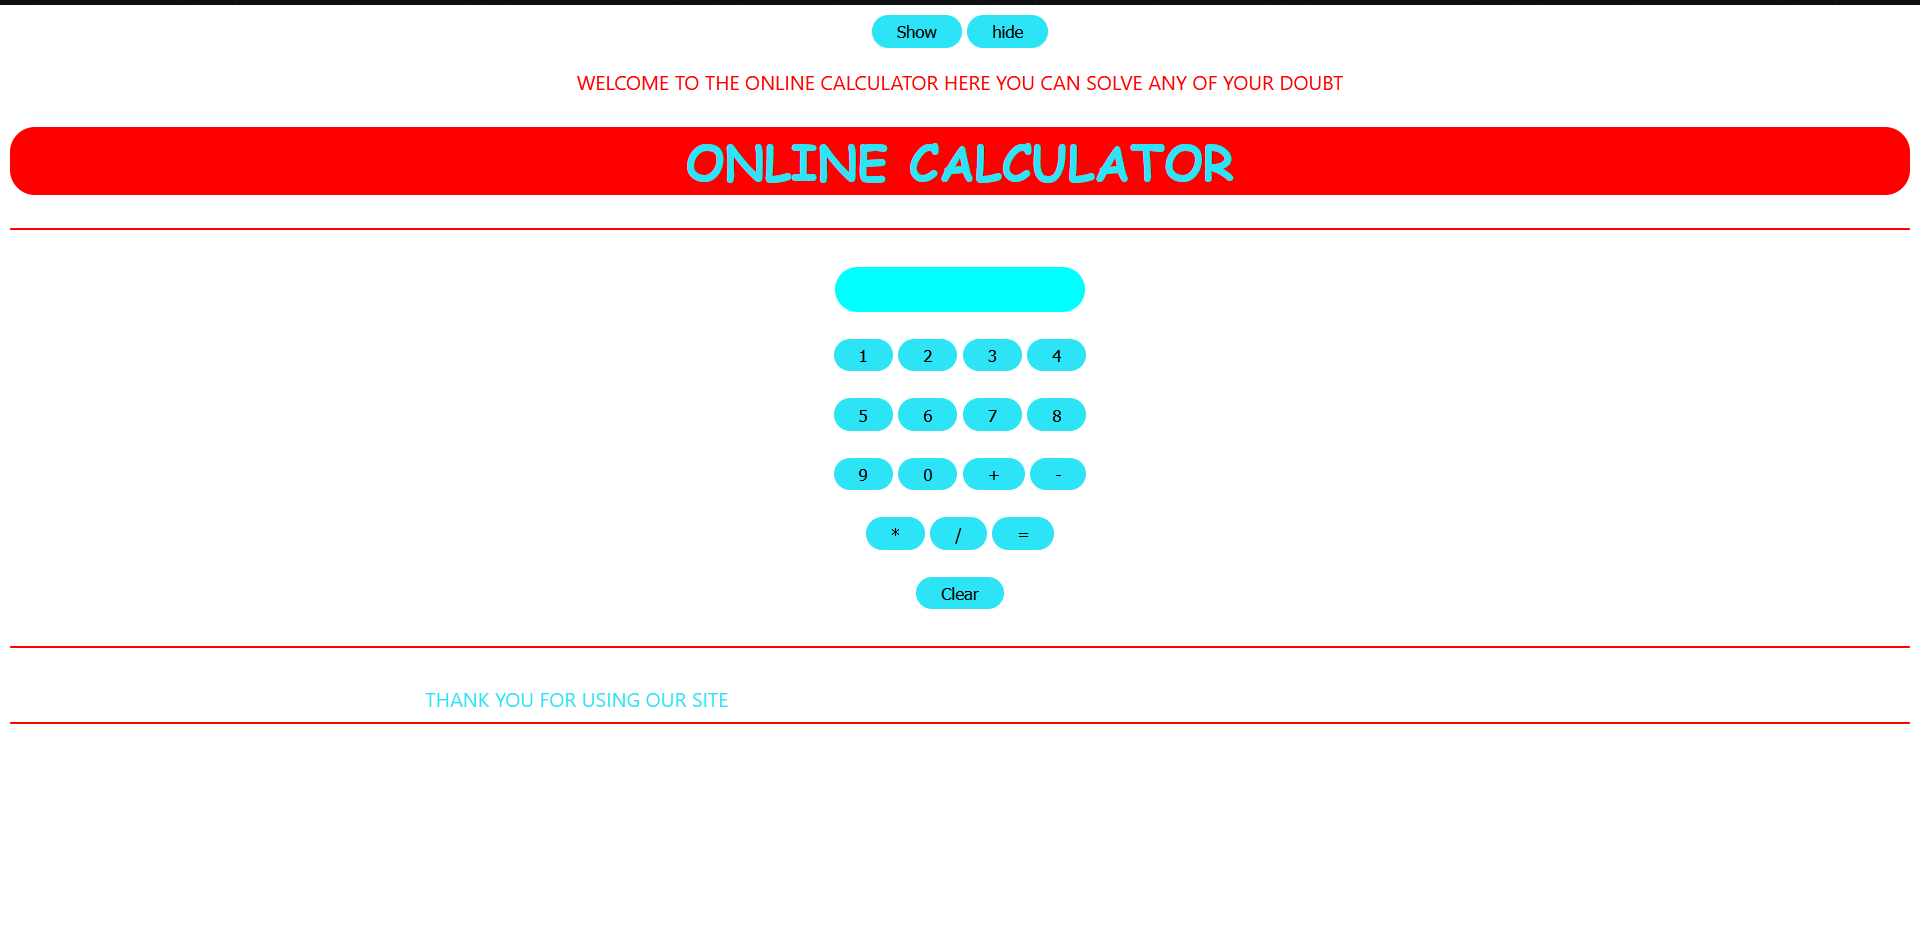 Show hide
WELCOME TO THE ONLINE CALCULATOR HERE YOU CAN SOLVE ANY OF YOUR DOUBT
ONLINE CALCULATOR
1 2 3 4
5 6 7 8
9 0 + -
* / =
Clear
THANK YOU FOR USING OUR SITE